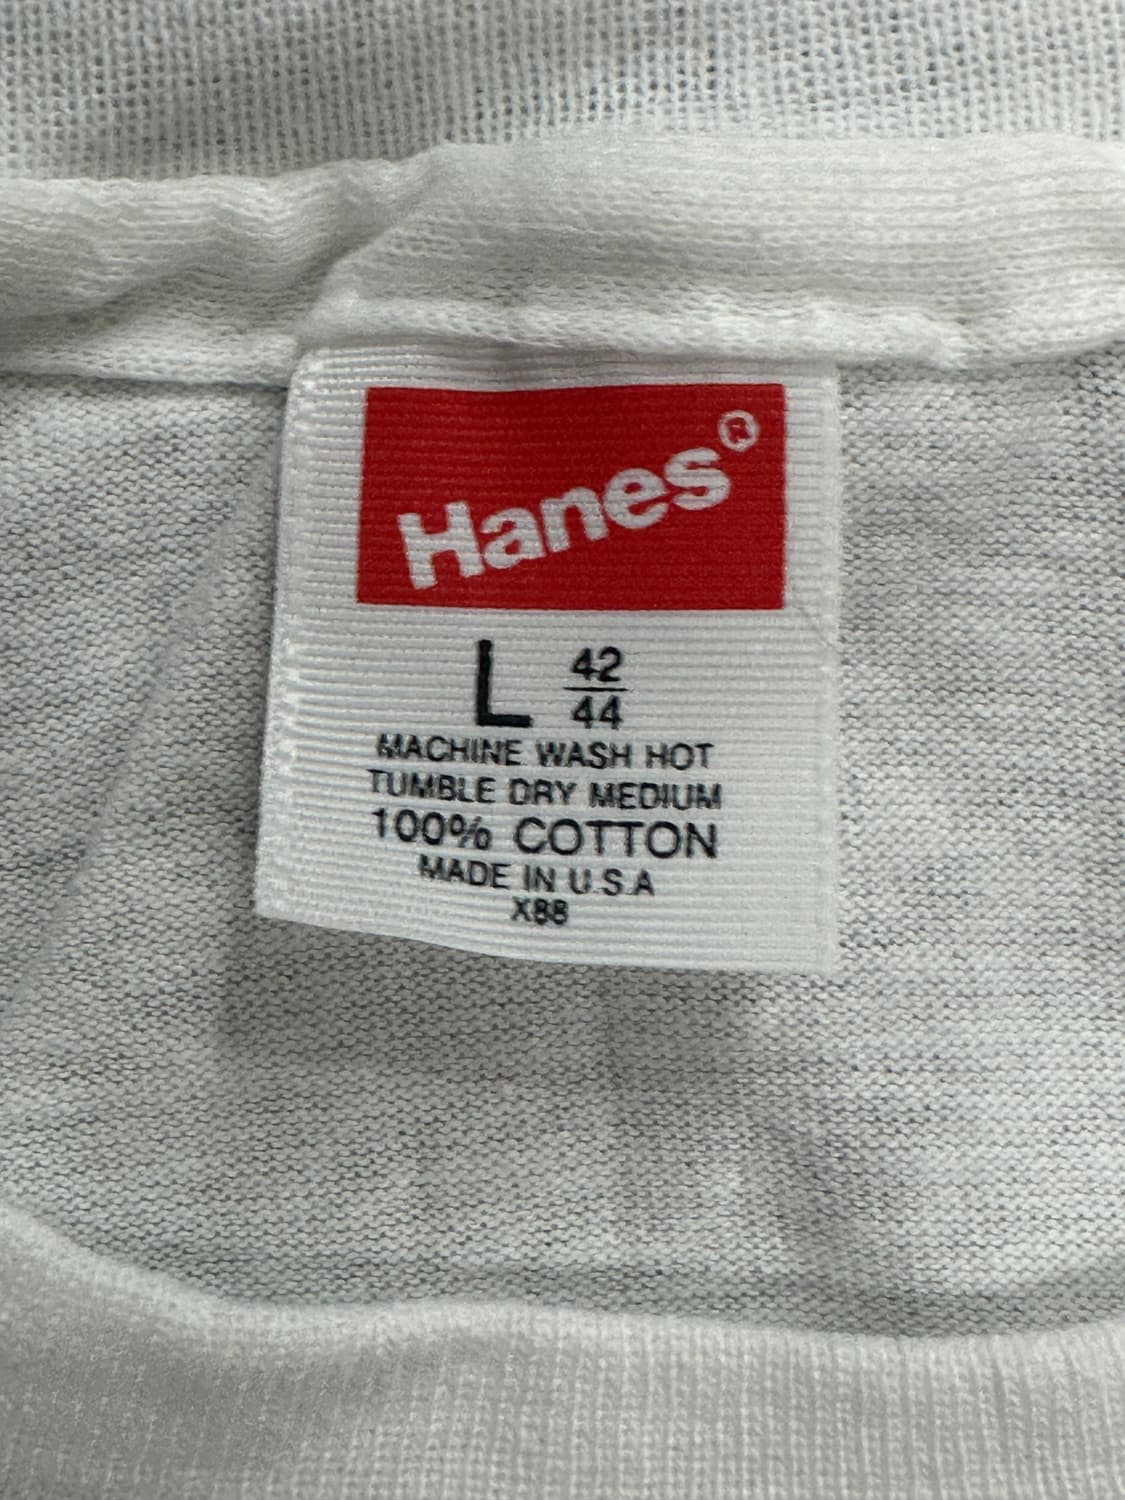 Hanes®
L 42/44
MACHINE WASH HOT
TUMBLE DRY MEDIUM
100% COTTON
MADE IN U.S.A
X88